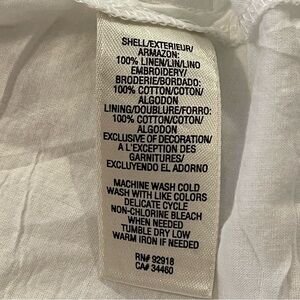 SHELL/EXTERIEUR/
ARMAZON:
100% LINEN/LIN/LINO
EMBROIDERY/
BRODERIE/BORDADO:
100% COTTON/COTON/
ALGODON
LINING/DOUBLURE/FORRO:
100% COTTON/COTON/
ALGODON
EXCLUSIVE OF DECORATION/
A L'EXCEPTION DES
GARNITURES/
EXCLUYENDO EL ADORNO
MACHINE WASH COLD
WASH WITH LIKE COLORS
DELICATE CYCLE
NON-CHLORINE BLEACH
WHEN NEEDED
TUMBLE DRY LOW
WARM IRON IF NEEDED
RN# 92918
CA# 34460